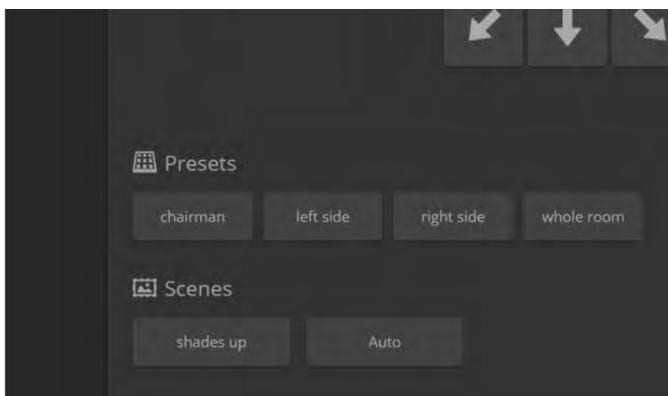 Presets
chairman left side right side whole room
Scenes
shades up Auto